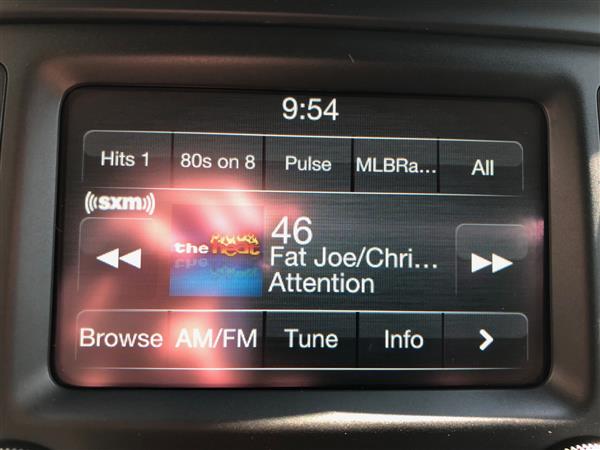 9:54
Hits 1 80s on 8 Pulse MLBRa... All
((sxm))
46
the heat
Fat Joe/Chri...
Attention
Browse AM/FM Tune Info >